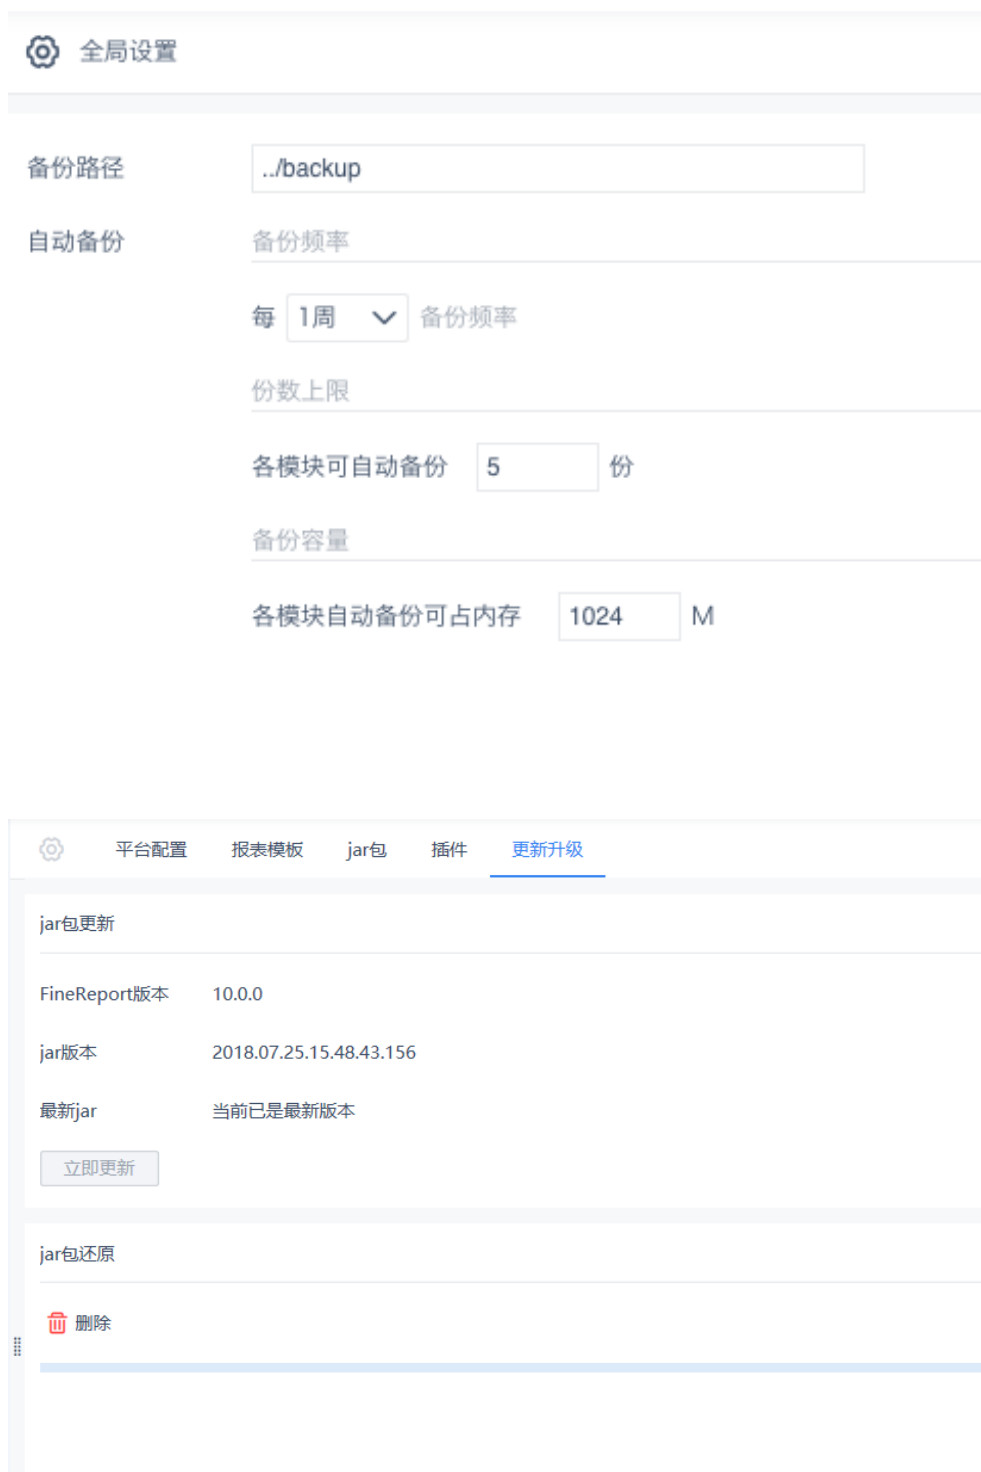 全局设置
备份路径 ../backup
自动备份 备份频率
每 1周 备份频率
份数上限
各模块可自动备份 5 份
备份容量
各模块自动备份可占内存 1024 M
平台配置 报表模板 jar包 插件 更新升级
jar包更新
FineReport版本 10.0.0
jar版本 2018.07.25.15.48.43.156
最新jar 当前已是最新版本
立即更新
jar包还原
删除